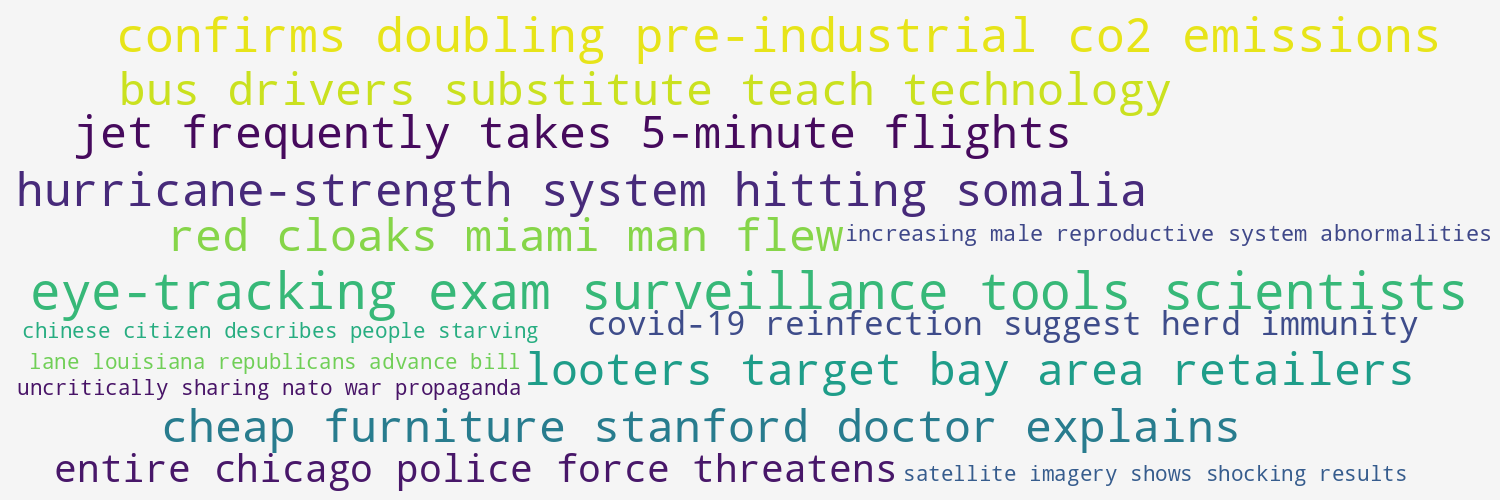 confirms doubling pre-industrial co2 emissions
bus drivers substitute teach technology
jet frequently takes 5-minute flights
hurricane-strength system hitting somalia
red cloaks miami man flew
increasing male reproductive system abnormalities
eye-tracking exam surveillance tools scientists
chinese citizen describes people starving
covid-19 reinfection suggest herd immunity
lane louisiana republicans advance bill
looters target bay area retailers
uncritically sharing nato war propaganda
cheap furniture stanford doctor explains
entire chicago police force threatens
satellite imagery shows shocking results